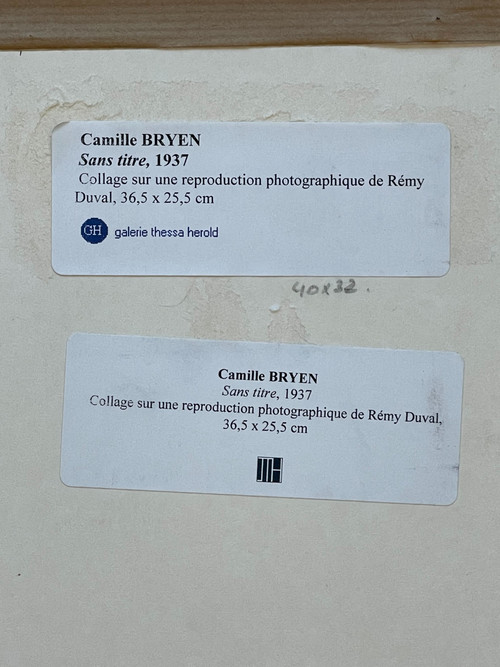 Camille BRYEN
Sans titre, 1937
Collage sur une reproduction photographique de Rémy
Duval, 36,5 x 25,5 cm
GH galerie thessa herold
40x32.
Camille BRYEN
Sans titre, 1937
Collage sur une reproduction photographique de Rémy Duval,
36,5 x 25,5 cm